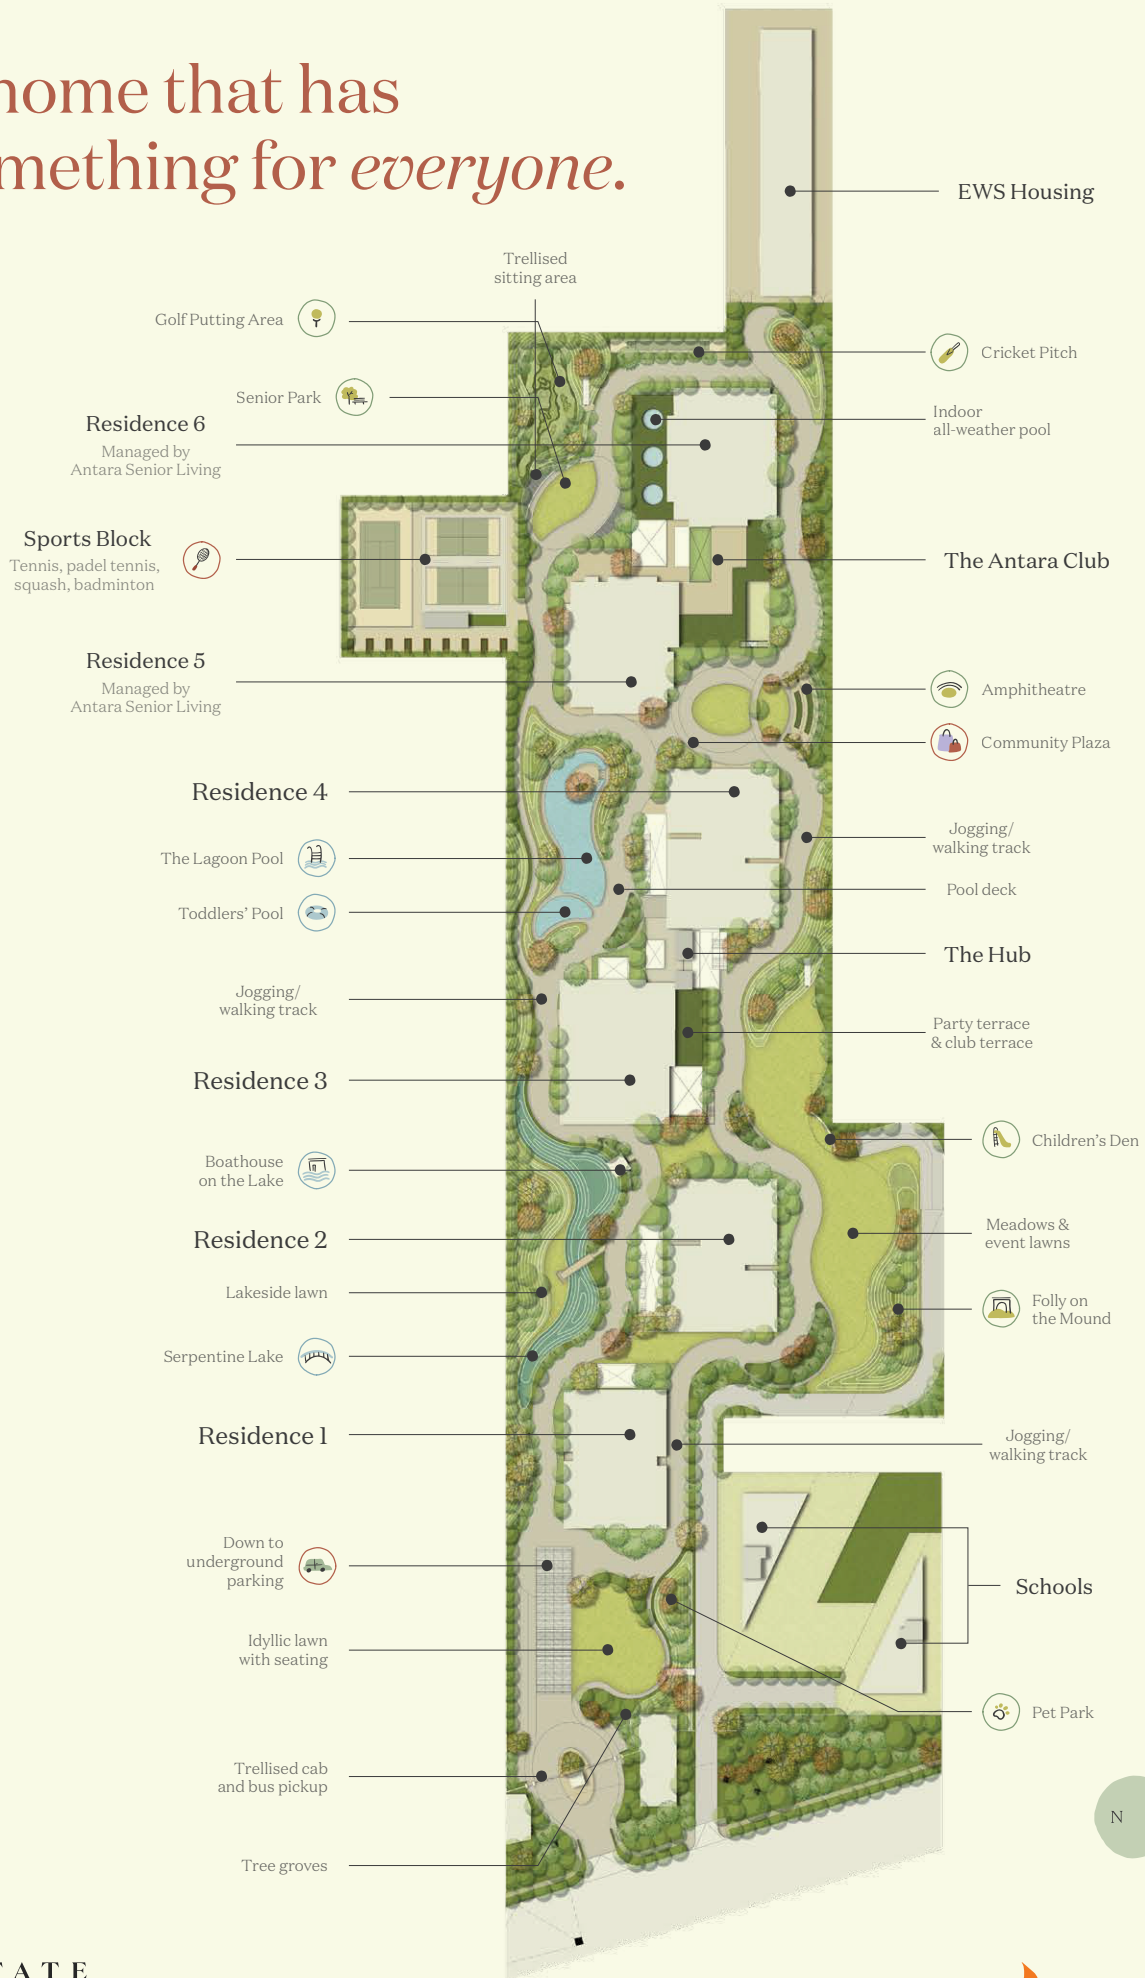 home that has
mething for everyone.
EWS Housing
Trellised
sitting area
Golf Putting Area
Cricket Pitch
Senior Park
Indoor
all-weather pool
Residence 6
Managed by
Antara Senior Living
Sports Block
Tennis, padel tennis,
squash, badminton
The Antara Club
Residence 5
Managed by
Antara Senior Living
Amphitheatre
Community Plaza
Residence 4
Jogging/
walking track
The Lagoon Pool
Pool deck
Toddlers' Pool
The Hub
Jogging/
walking track
Party terrace
& club terrace
Residence 3
Children's Den
Boathouse
on the Lake
Meadows &
event lawns
Residence 2
Lakeside lawn
Folly on
the Mound
Serpentine Lake
Residence 1
Jogging/
walking track
Down to
underground
parking
Schools
Idyllic lawn
with seating
Pet Park
Trellised cab
and bus pickup
N
Tree groves
TATE